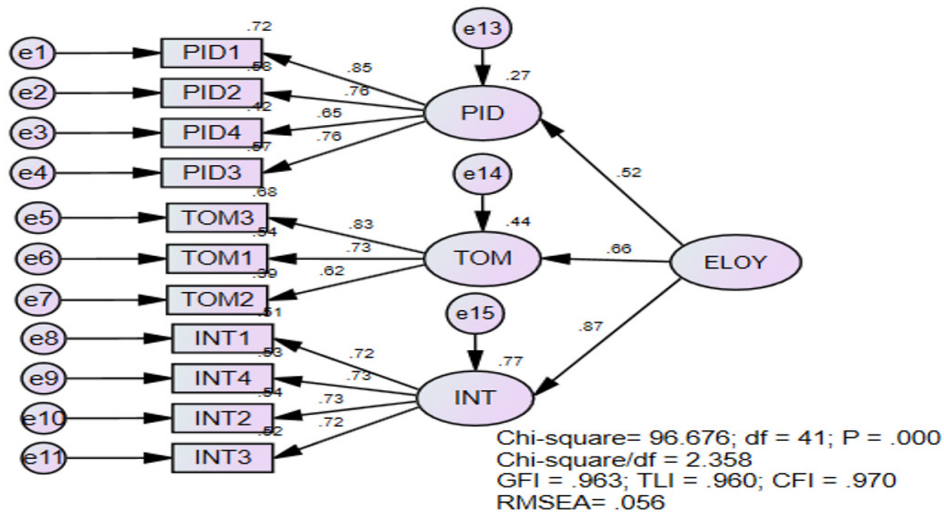 e13
.72
e1 PID1
.85 .27
.58
e2 PID2
.76 PID
.42
e3 PID4
.65
.57
e4 PID3
.76
e14 .52
.68
e5 TOM3
.83 .44
.54
e6 TOM1
.73 TOM .66 ELOY
.39
e7 TOM2
.62
.51 e15
e8 INT1
.72 .77 .87
.53
e9 INT4
.73 INT
.54
e10 INT2
.73
.52
e11 INT3
.72
Chi-square= 96.676; df = 41; P = .000
Chi-square/df = 2.358
GFI = .963; TLI = .960; CFI = .970
RMSEA= .056